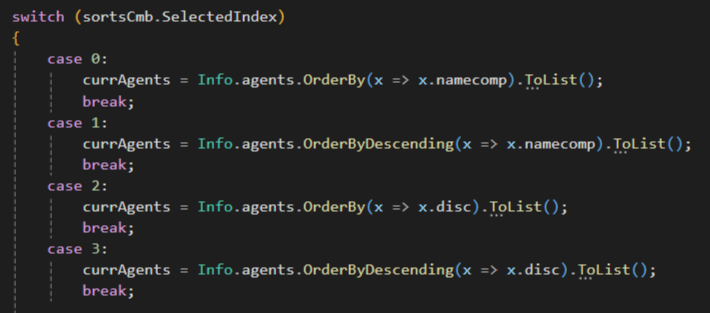 switch (sortsCmb.SelectedIndex)
{
case 0:
currAgents = Info.agents.OrderBy(x => x.namecomp).ToList();
break;
case 1:
currAgents = Info.agents.OrderByDescending(x => x.namecomp).ToList();
break;
case 2:
currAgents = Info.agents.OrderBy(x => x.disc).ToList();
break;
case 3:
currAgents = Info.agents.OrderByDescending(x => x.disc).ToList();
break;